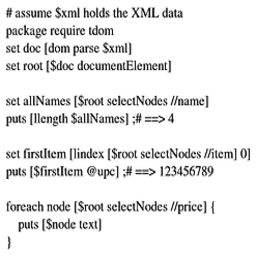 # assume $xml holds the XML data
package require tdom
set doc [dom parse $xml]
set root [$doc documentElement]
set allNames [$root selectNodes //name]
puts [llength $allNames] ;# ==> 4
set firstItem [lindex [$root selectNodes //item] 0]
puts [$firstItem @upc] ;# ==> 123456789
foreach node [$root selectNodes //price] {
puts [$node text]
}